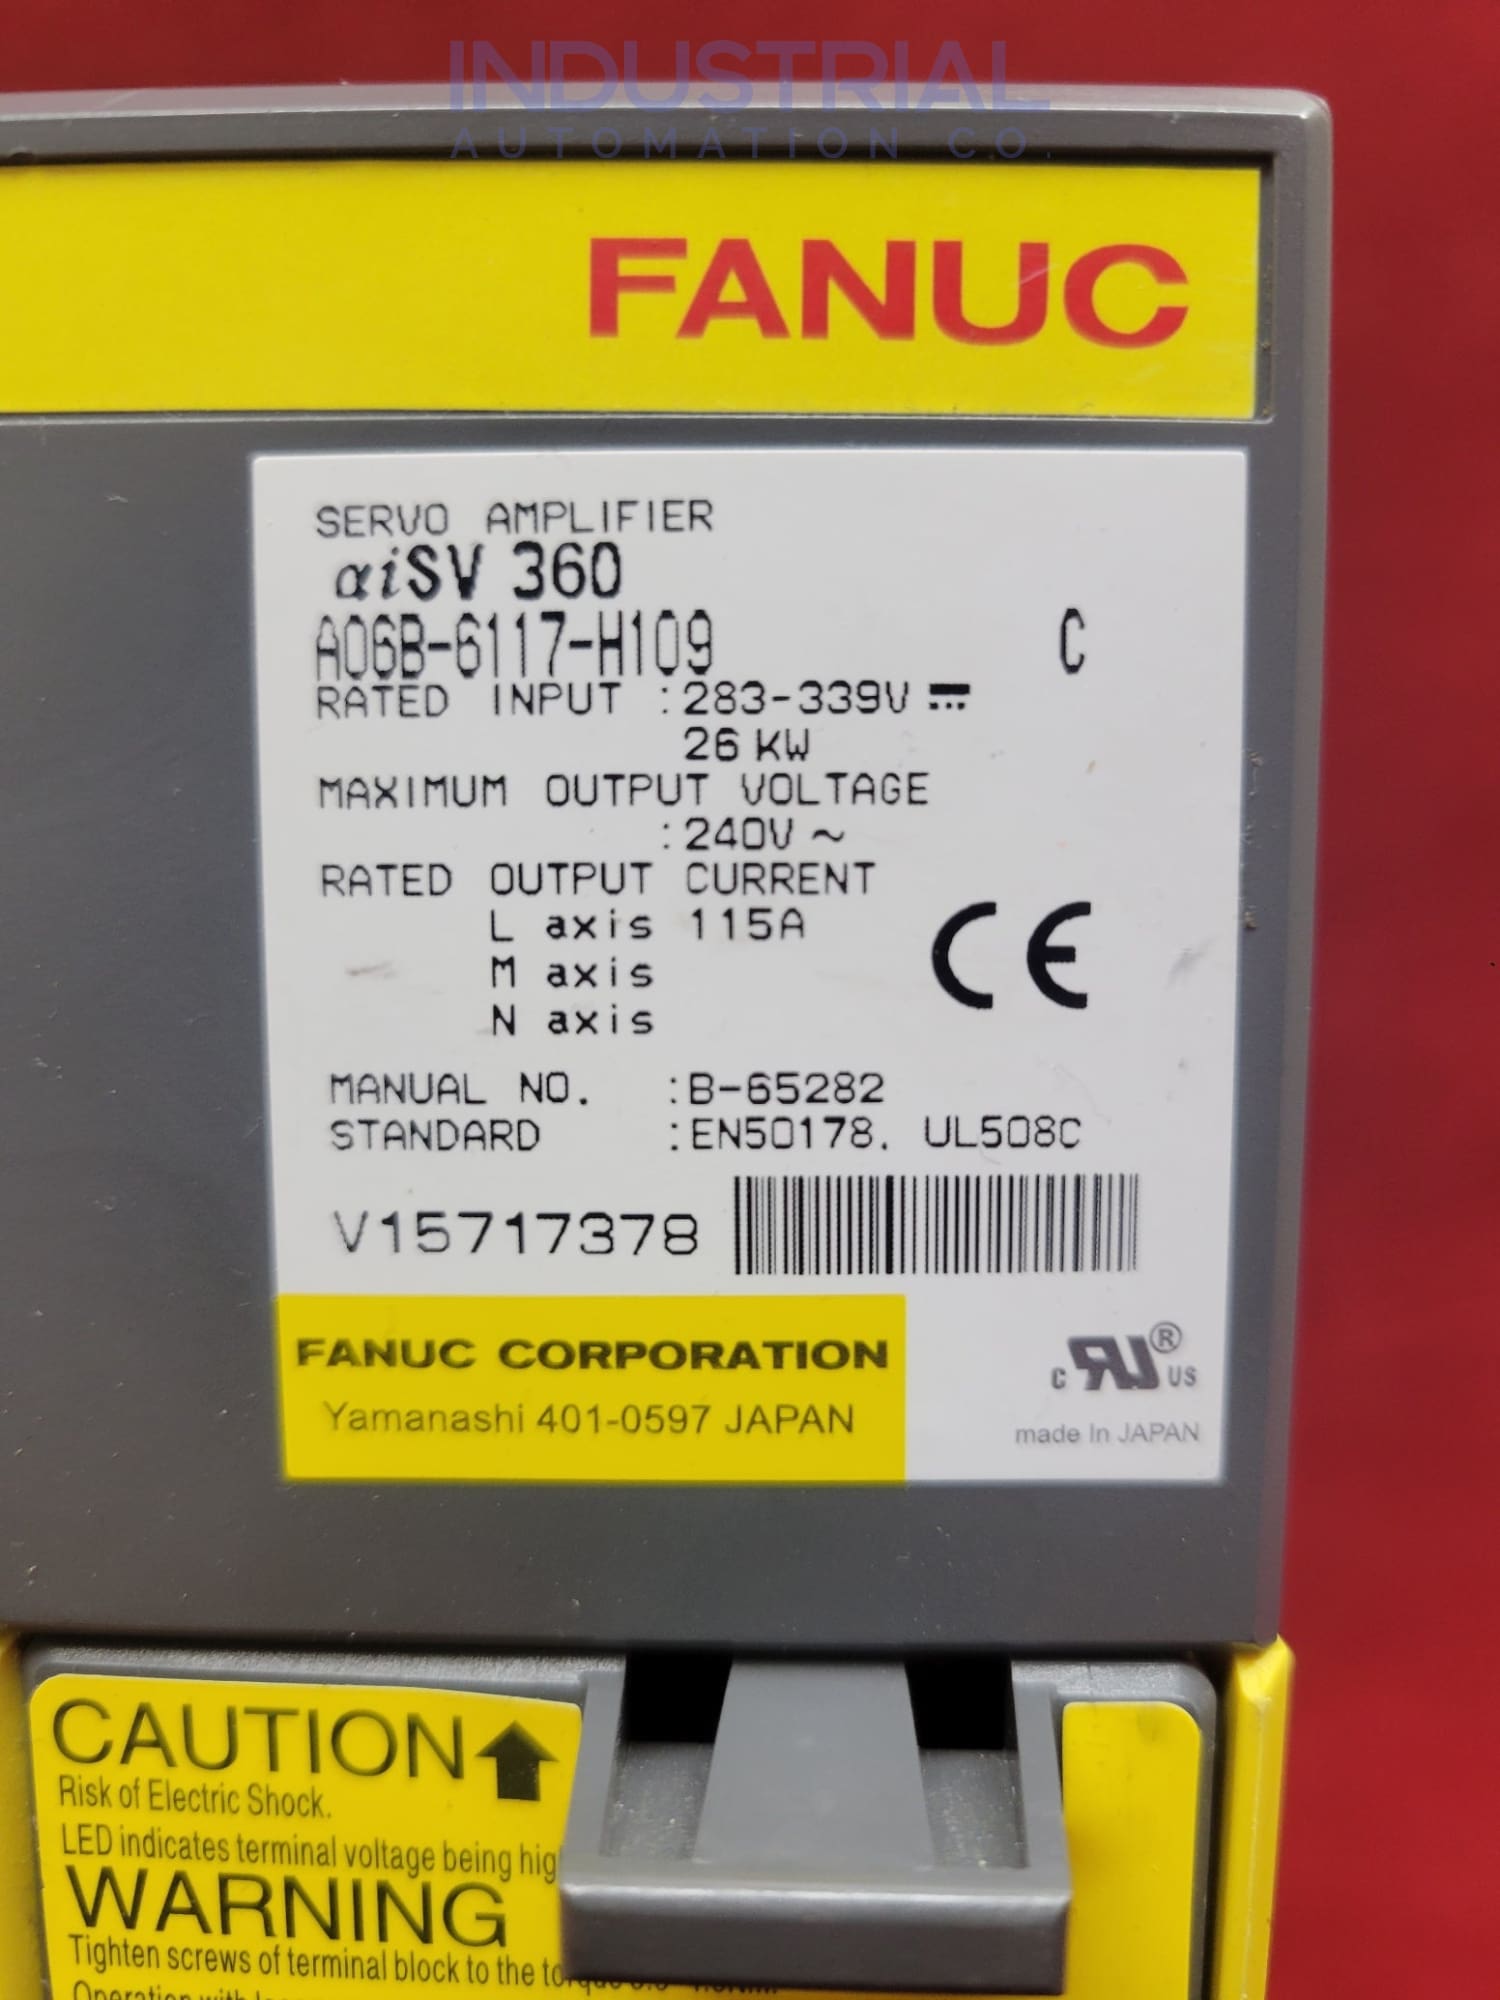 INDUSTRIAL
AUTOMATION CO.
FANUC
SERVO AMPLIFIER
αiSV 360
A06B-6117-H109 C
RATED INPUT :283-339V
26 KW
MAXIMUM OUTPUT VOLTAGE
:240V ~
RATED OUTPUT CURRENT
L axis 115A
M axis
N axis
CE
MANUAL NO. :B-65282
STANDARD :EN50178. UL508C
V15717378
FANUC CORPORATION
Yamanashi 401-0597 JAPAN
c RU ® US
made In JAPAN
CAUTION
Risk of Electric Shock.
LED indicates terminal voltage being hig
WARNING
Tighten screws of terminal block to the